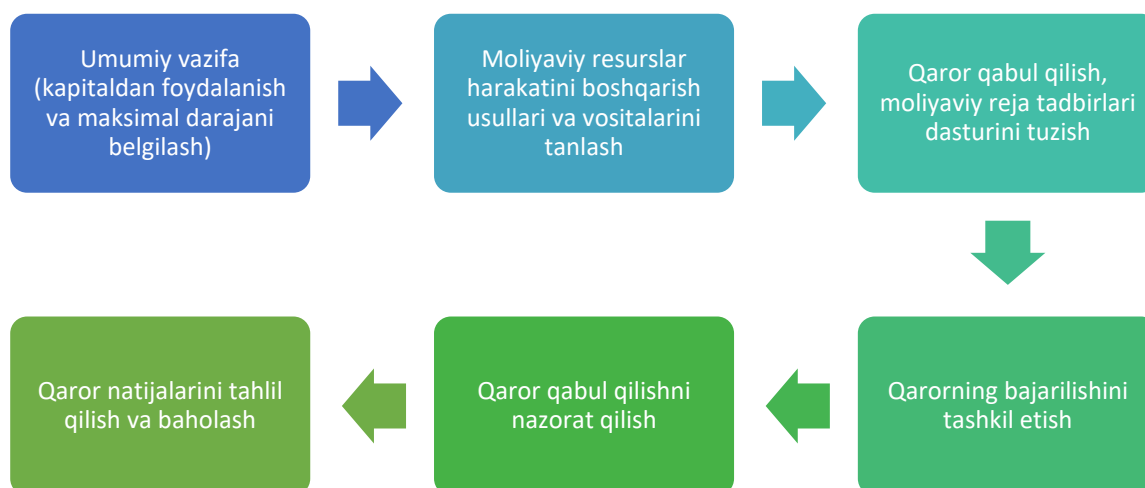 Umumiy vazifa
(kapitaldan foydalanish
va maksimal darajani
belgilash)
Moliyaviy resurslar
harakatini boshqarish
usullari va vositalarini
tanlash
Qaror qabul qilish,
moliyaviy reja tadbirlari
dasturini tuzish
Qarorning bajarilishini
tashkil etish
Qaror qabul qilishni
nazorat qilish
Qaror natijalarini tahlil
qilish va baholash